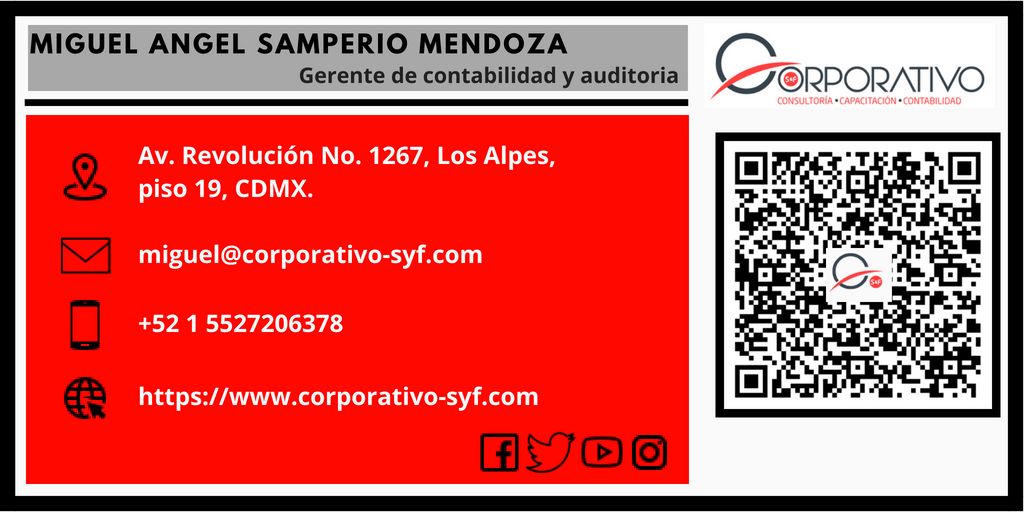 MIGUEL ANGEL SAMPERIO MENDOZA
Gerente de contabilidad y auditoria
CORPORATIVO
S&F
CONSULTORÍA • CAPACITACIÓN • CONTABILIDAD
Av. Revolución No. 1267, Los Alpes,
piso 19, CDMX.
miguel@corporativo-syf.com
+52 1 5527206378
https://www.corporativo-syf.com
S&F